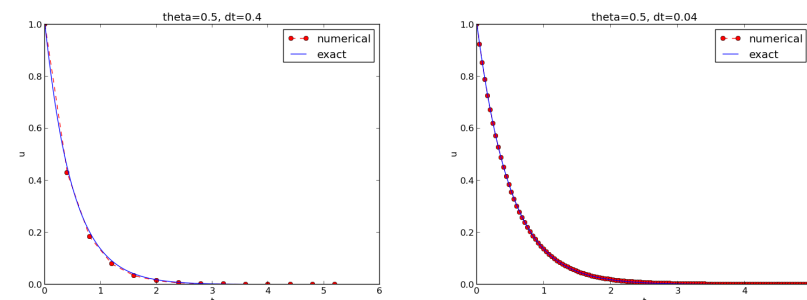 theta=0.5, dt=0.4
numerical
exact
1.0
0.8
0.6
0.4
0.2
0.0
u
0 1 2 3 4 5 6
theta=0.5, dt=0.04
numerical
exact
1.0
0.8
0.6
0.4
0.2
0.0
u
0 1 2 3 4